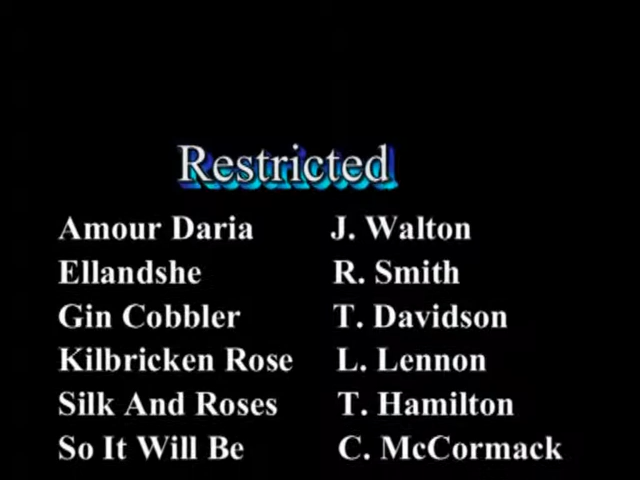 Restricted
Amour Daria J. Walton
Ellandshe R. Smith
Gin Cobbler T. Davidson
Kilbricken Rose L. Lennon
Silk And Roses T. Hamilton
So It Will Be C. McCormack